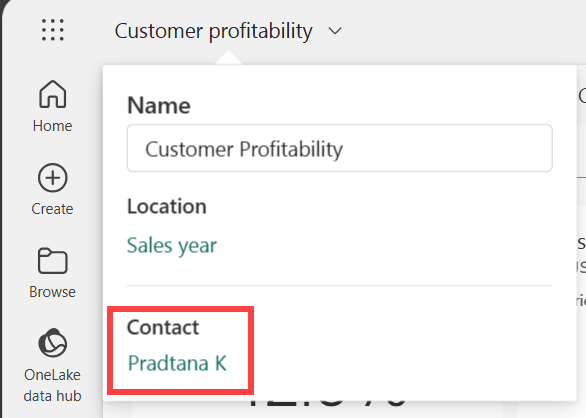 Customer profitability
Home
Create
Browse
OneLake
data hub
Name
Customer Profitability
Location
Sales year
Contact
Pradtana K